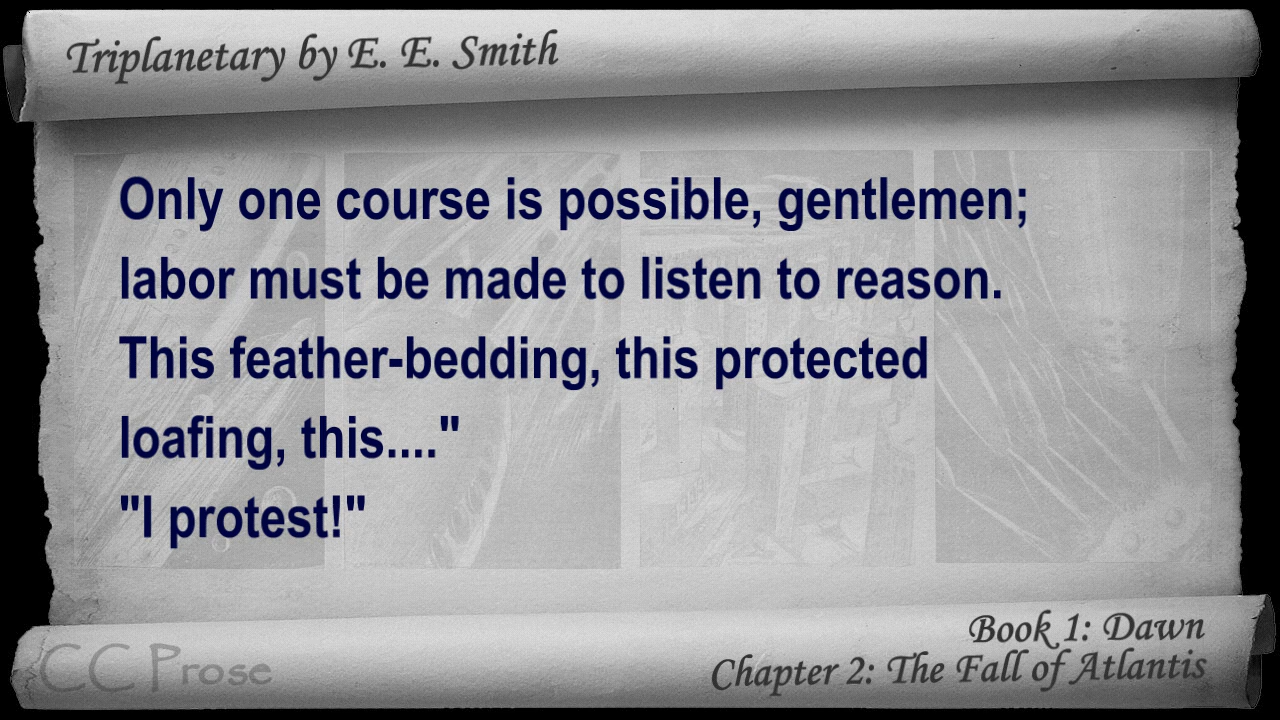 Triplanetary by E. E. Smith
Only one course is possible, gentlemen;
labor must be made to listen to reason.
This feather-bedding, this protected
loafing, this...."
"I protest!"
Book 1: Dawn
Chapter 2: The Fall of Atlantis
CC Prose